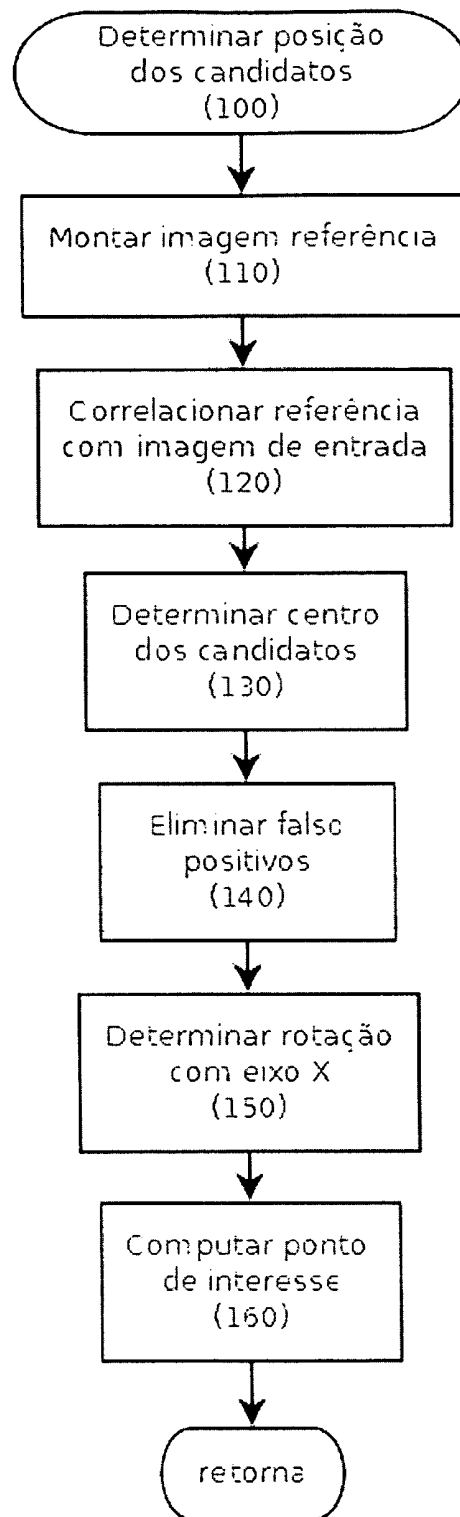 Determinar posição
dos candidatos
(100)
Montar imagem referência
(110)
Correlacionar referência
com imagem de entrada
(120)
Determinar centro
dos candidatos
(130)
Eliminar falso
positivos
(140)
Determinar rotação
com eixo X
(150)
Computar ponto
de interesse
(160)
retorna